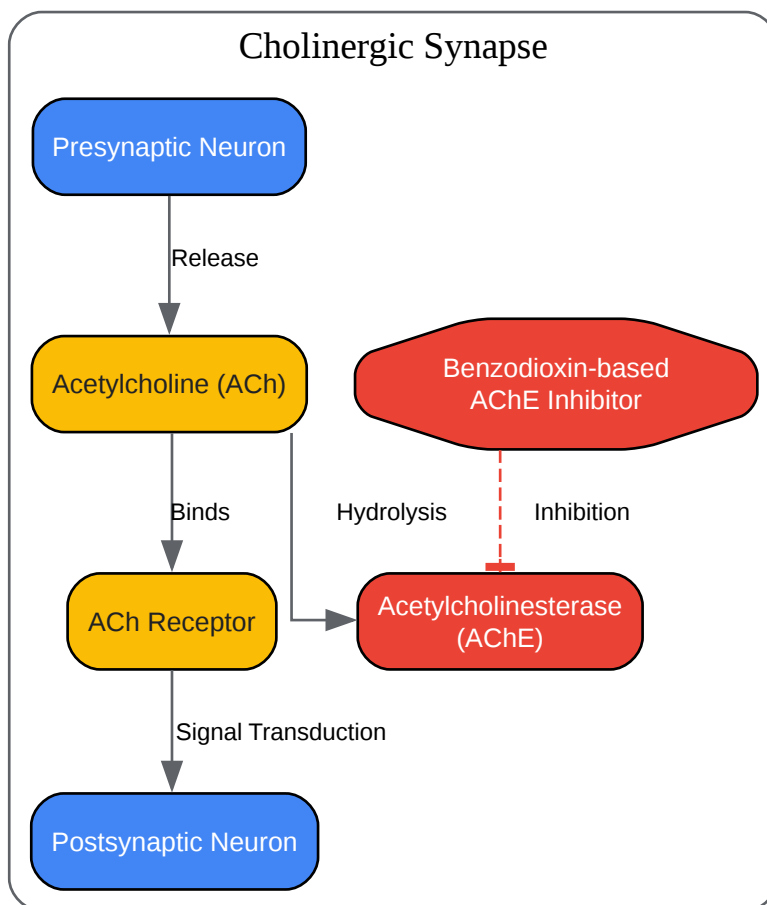 Cholinergic Synapse
Presynaptic Neuron
Release
Acetylcholine (ACh)
Benzodioxin-based
AChE Inhibitor
Binds
Hydrolysis
Inhibition
ACh Receptor
Acetylcholinesterase
(AChE)
Signal Transduction
Postsynaptic Neuron